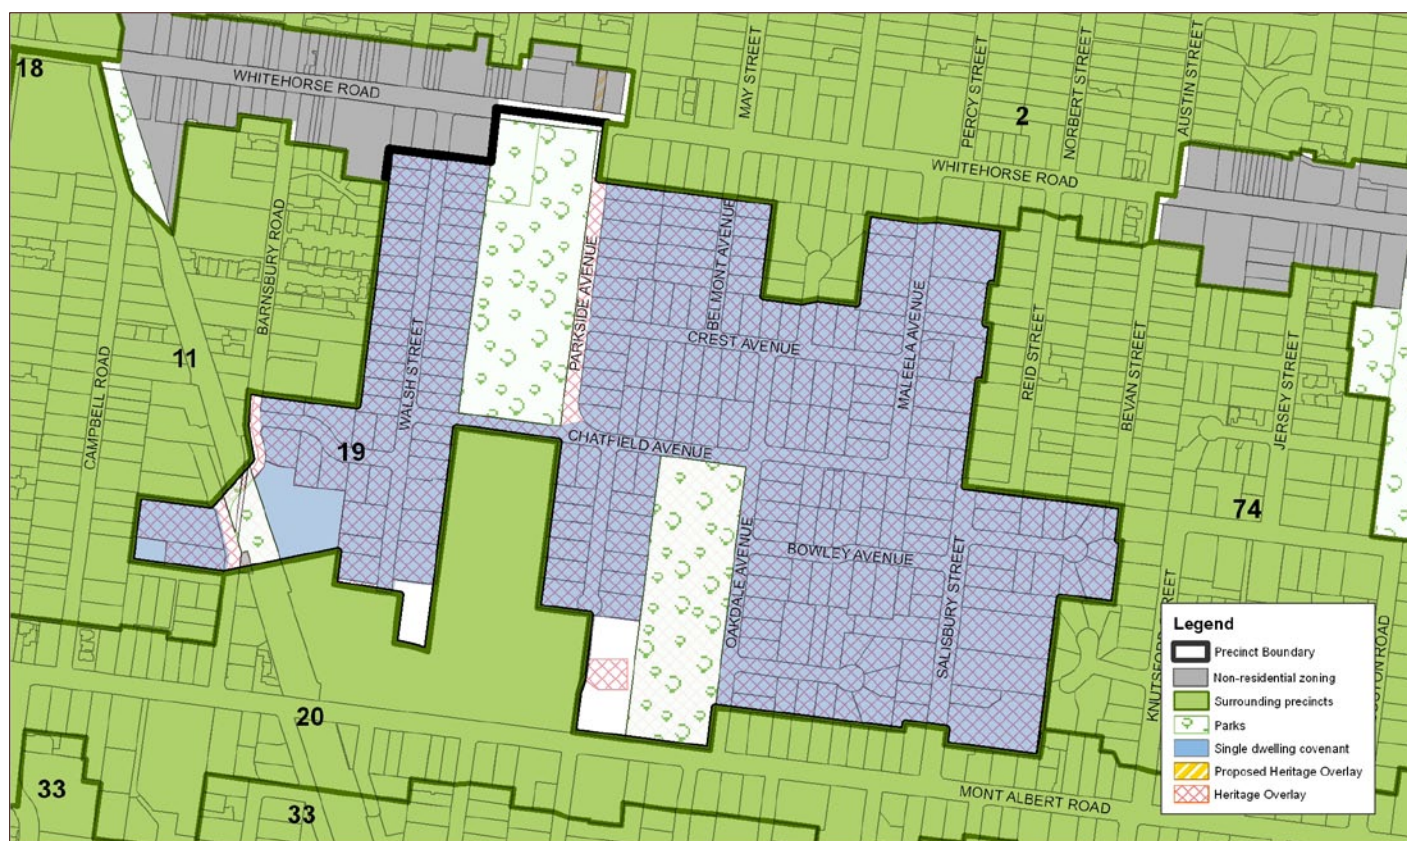 18
WHITEHORSE ROAD
MAY STREET
PERCY STREET
2
NORBERT STREET
AUSTIN STREET
WHITEHORSE ROAD
BARNSBURY ROAD
11
CAMPBELL ROAD
WALSH STREET
PARKSIDE AVENUE
BELMONT AVENUE
CREST AVENUE
MALEELA AVENUE
REID STREET
BEVAN STREET
JERSEY STREET
19
CHATFIELD AVENUE
74
BOWLEY AVENUE
OAKDALE AVENUE
SALISBURY STREET
KNUTSFORD STREET
20
33
33
MONT ALBERT ROAD
Legend
Precinct Boundary
Non-residential zoning
Surrounding precincts
Parks
Single dwelling covenant
Proposed Heritage Overlay
Heritage Overlay
ROAD